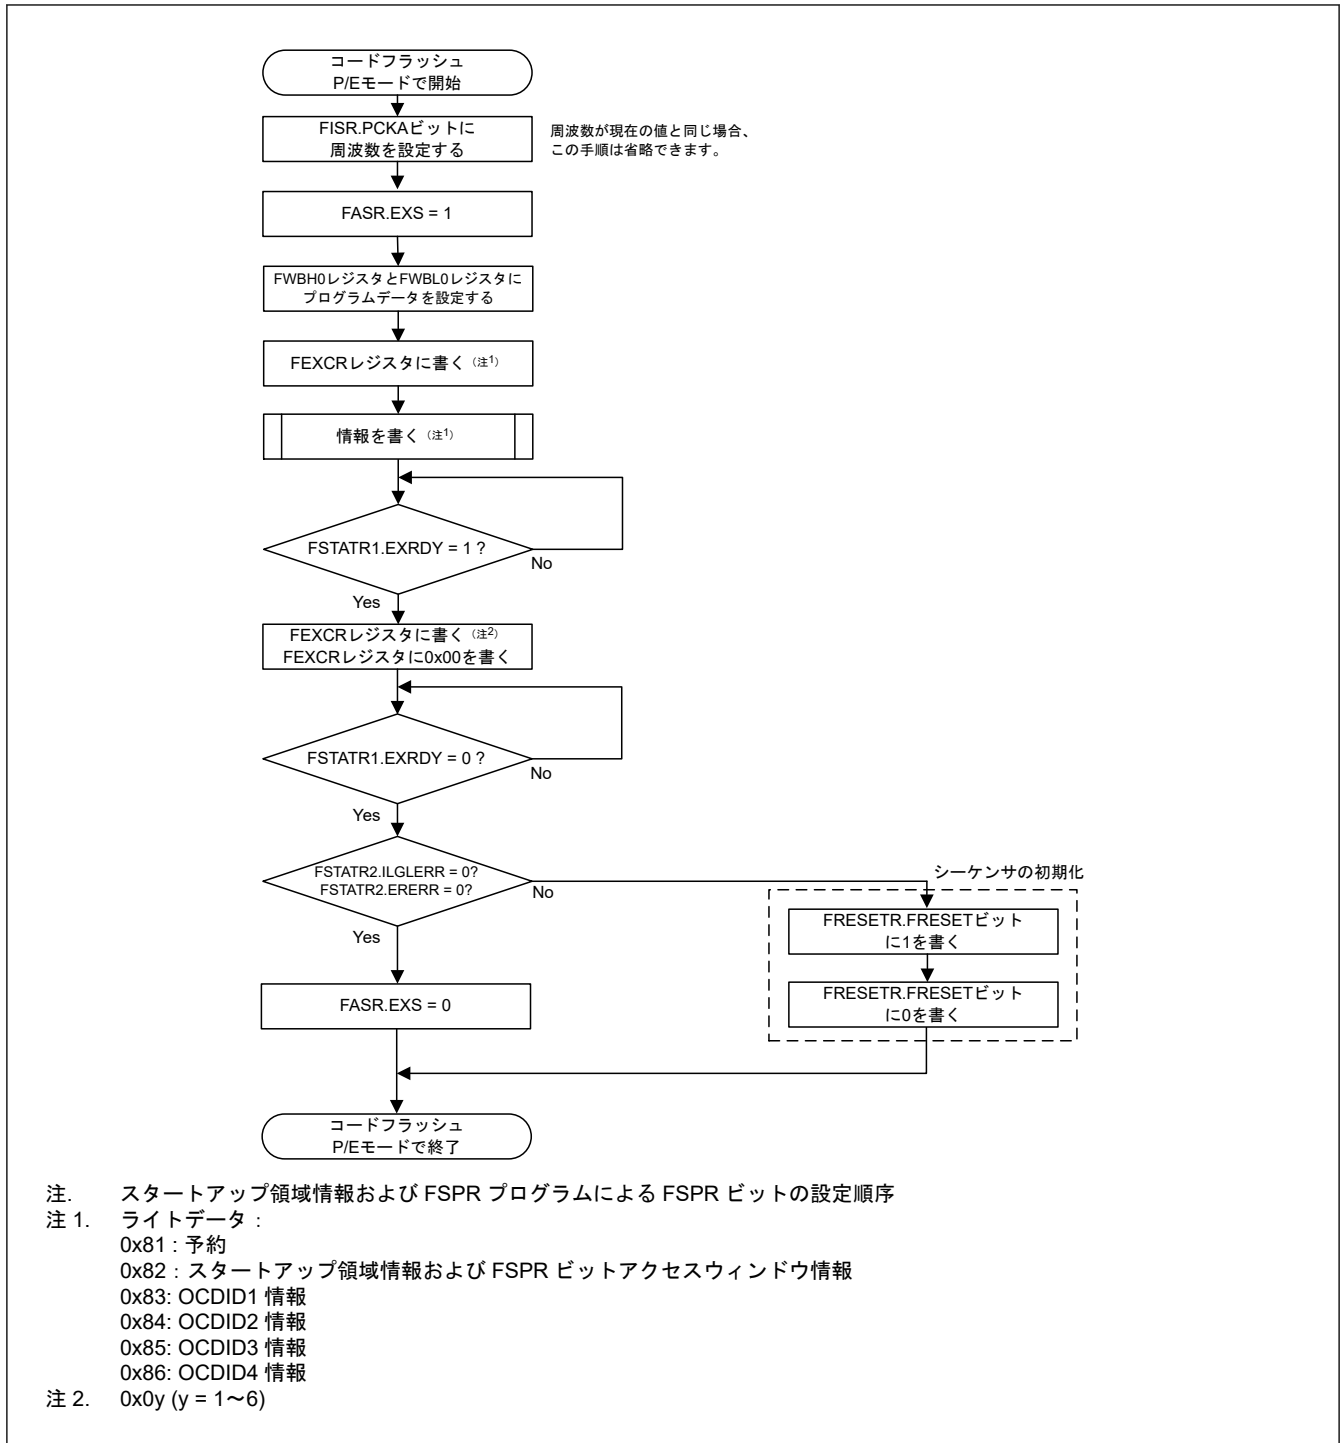 コードフラッシュ
P/Eモードで開始
FISR.PCKAビットに
周波数を設定する
周波数が現在の値と同じ場合、
この手順は省略できます。
FASR.EXS = 1
FWBH0レジスタとFWBL0レジスタに
プログラムデータを設定する
FEXCRレジスタに書く（注1）
情報を書く（注1）
FSTATR1.EXRDY = 1 ?
No
Yes
FEXCRレジスタに書く（注2）
FEXCRレジスタに0x00を書く
FSTATR1.EXRDY = 0 ?
No
Yes
FSTATR2.ILGLERR = 0?
FSTATR2.ERERR = 0?
No
Yes
シーケンサの初期化
FRESETR.FRESETビット
に1を書く
FRESETR.FRESETビット
に0を書く
FASR.EXS = 0
コードフラッシュ
P/Eモードで終了
注. スタートアップ領域情報および FSPR プログラムによる FSPR ビットの設定順序
注 1. ライトデータ：
0x81 : 予約
0x82：スタートアップ領域情報および FSPR ビットアクセスウィンドウ情報
0x83: OCDID1 情報
0x84: OCDID2 情報
0x85: OCDID3 情報
0x86: OCDID4 情報
注 2. 0x0y (y = 1～6)